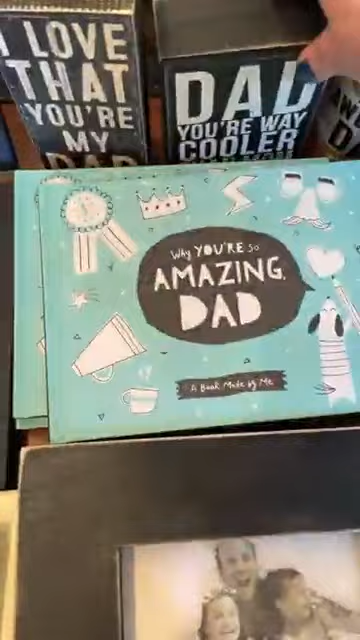 I LOVE
THAT
YOU'RE
MY
DAD
DAD
YOU'RE WAY
COOLER
WHY YOU'RE SO
AMAZING,
DAD
A Book Made by Me